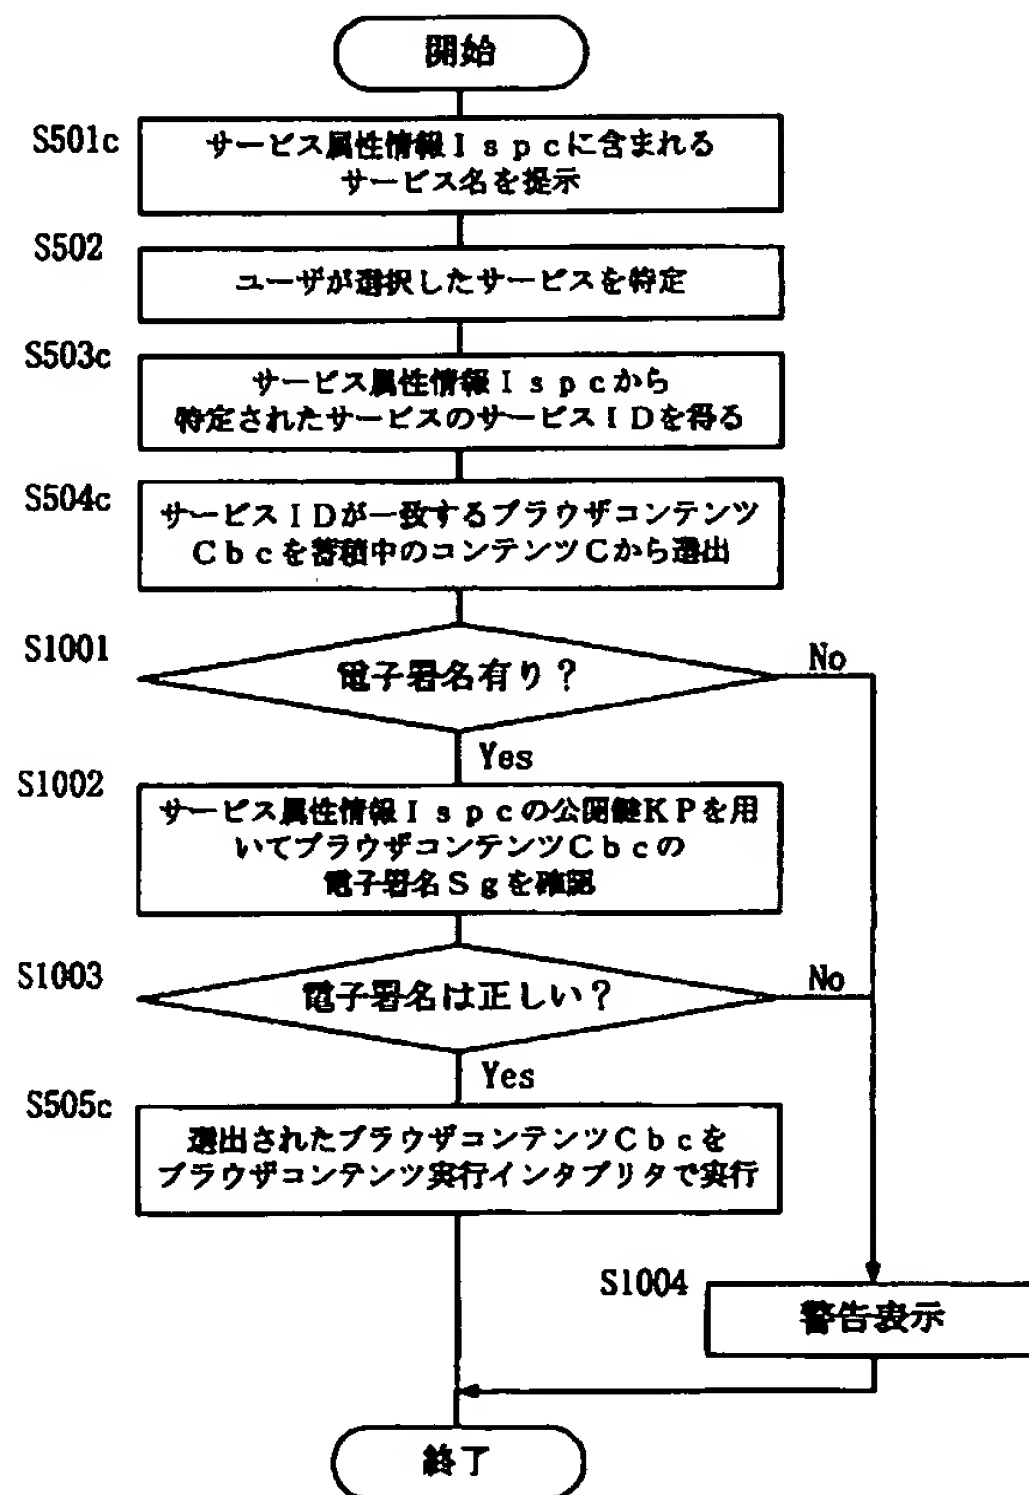 開始
S501c
サービス属性情報Ispcに含まれる
サービス名を提示
S502
ユーザが選択したサービスを特定
S503c
サービス属性情報Ispcから
特定されたサービスのサービスIDを得る
S504c
サービスIDが一致するブラウザコンテンツ
Cbcを蓄積中のコンテンツCから選出
S1001
電子署名有り?
No
Yes
S1002
サービス属性情報Ispcの公開鍵KPを用
いてブラウザコンテンツCbcの
電子署名Sgを確認
S1003
電子署名は正しい?
No
Yes
S505c
選出されたブラウザコンテンツCbcを
ブラウザコンテンツ実行インタプリタで実行
S1004
警告表示
終了